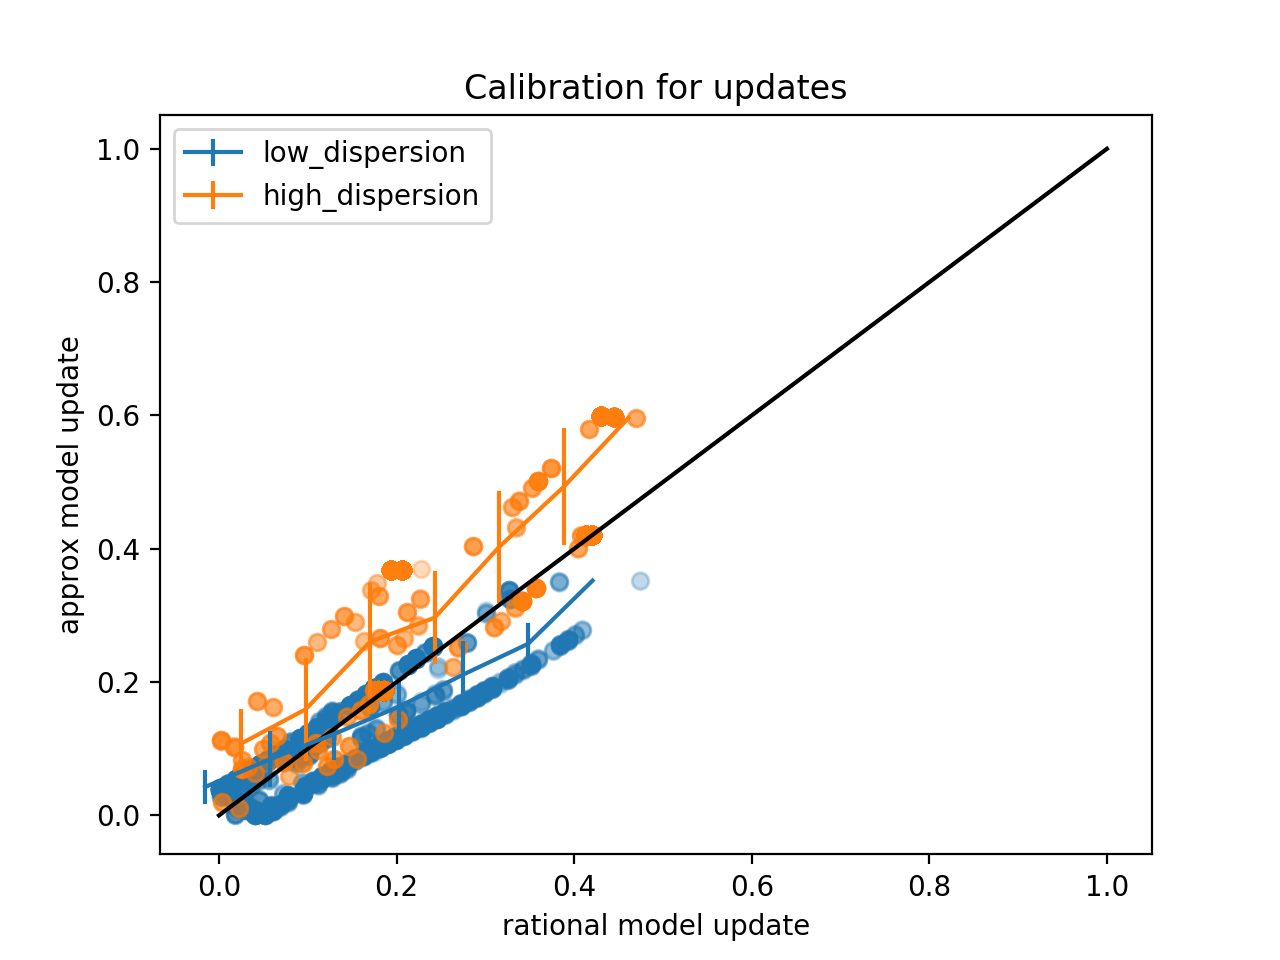 Calibration for updates
low_dispersion
high_dispersion
1.0
0.8
0.6
0.4
0.2
0.0
approx model update
0.0 0.2 0.4 0.6 0.8 1.0
rational model update